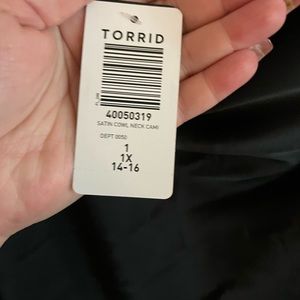 TORRID
40050319
SATIN COWL NECK CAMI
DEPT 0050
1
1X
14-16